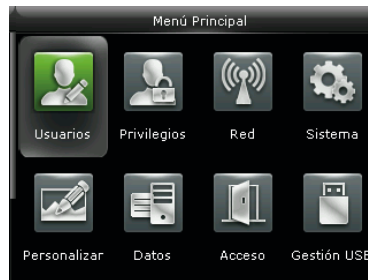 Menú Principal
Usuarios Privilegios Red Sistema
Personalizar Datos Acceso Gestión USB